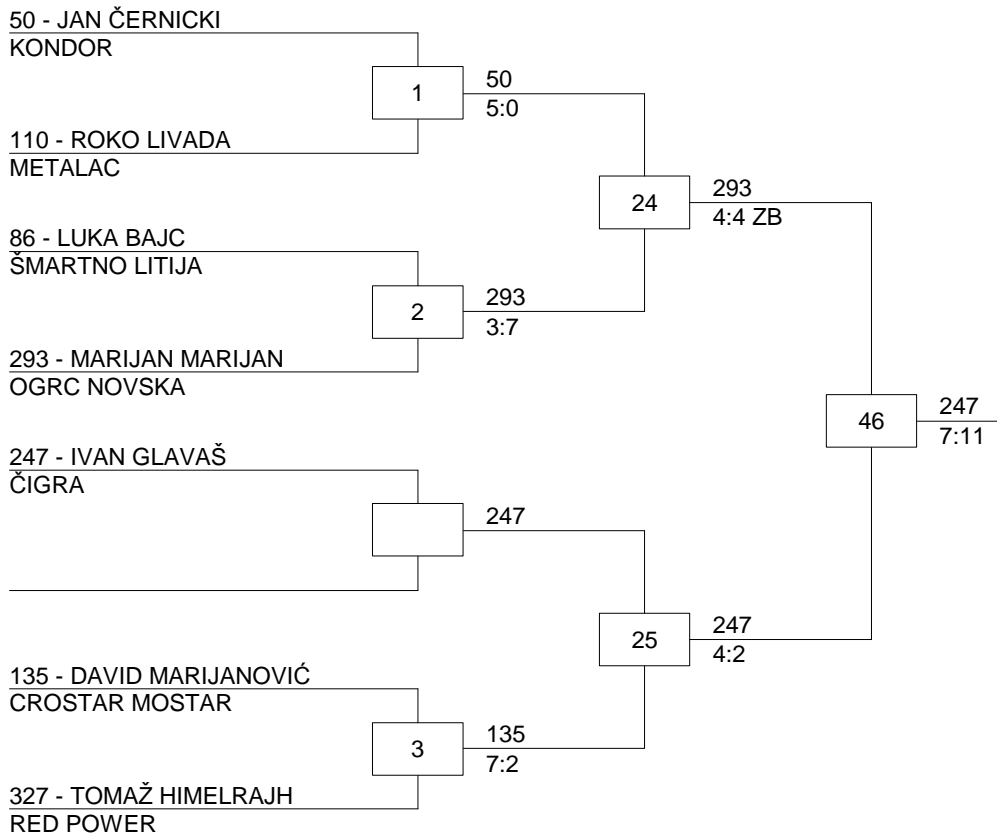 50 - JAN ČERNICKI
KONDOR
1
50
5:0
110 - ROKO LIVADA
METALAC
24
293
4:4 ZB
86 - LUKA BAJC
ŠMARTNO LITIJA
2
293
3:7
293 - MARIJAN MARIJAN
OGRC NOVSKA
46
247
7:11
247 - IVAN GLAVAŠ
ČIGRA
247
25
247
4:2
135 - DAVID MARIJANOVIĆ
CROSTAR MOSTAR
3
135
7:2
327 - TOMAŽ HIMELRAJH
RED POWER